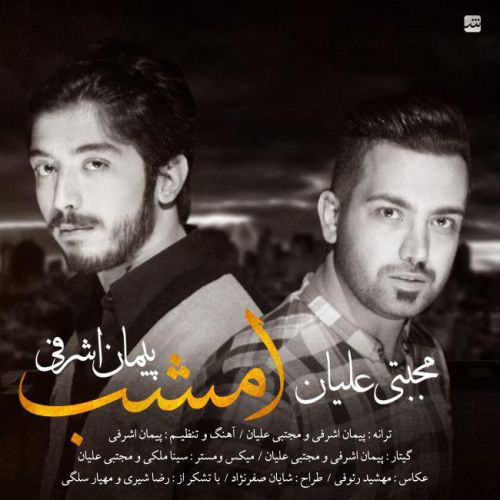 مجتبی علیان
پیمان اشرفی
امشب
ترانه : پیمان اشرفی و مجتبی علیان / آهنگ و تنظیم : پیمان اشرفی
گیتار : پیمان اشرفی و مجتبی علیان / میکس ومستر : سینا ملکی و مجتبی علیان
عکاس : مهشید رئوفی / طراح : شایان صفرنژاد / با تشکر از : رضا شیری و مهیار سلگی